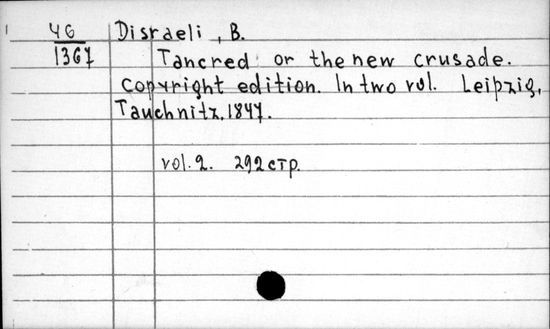 46 Disraeli, B.
1367 Tancred or the new crusade.
Copyright edition. In two vol. Leipzig,
Tauchnitz, 1847.
vol. 2. 292 стр.